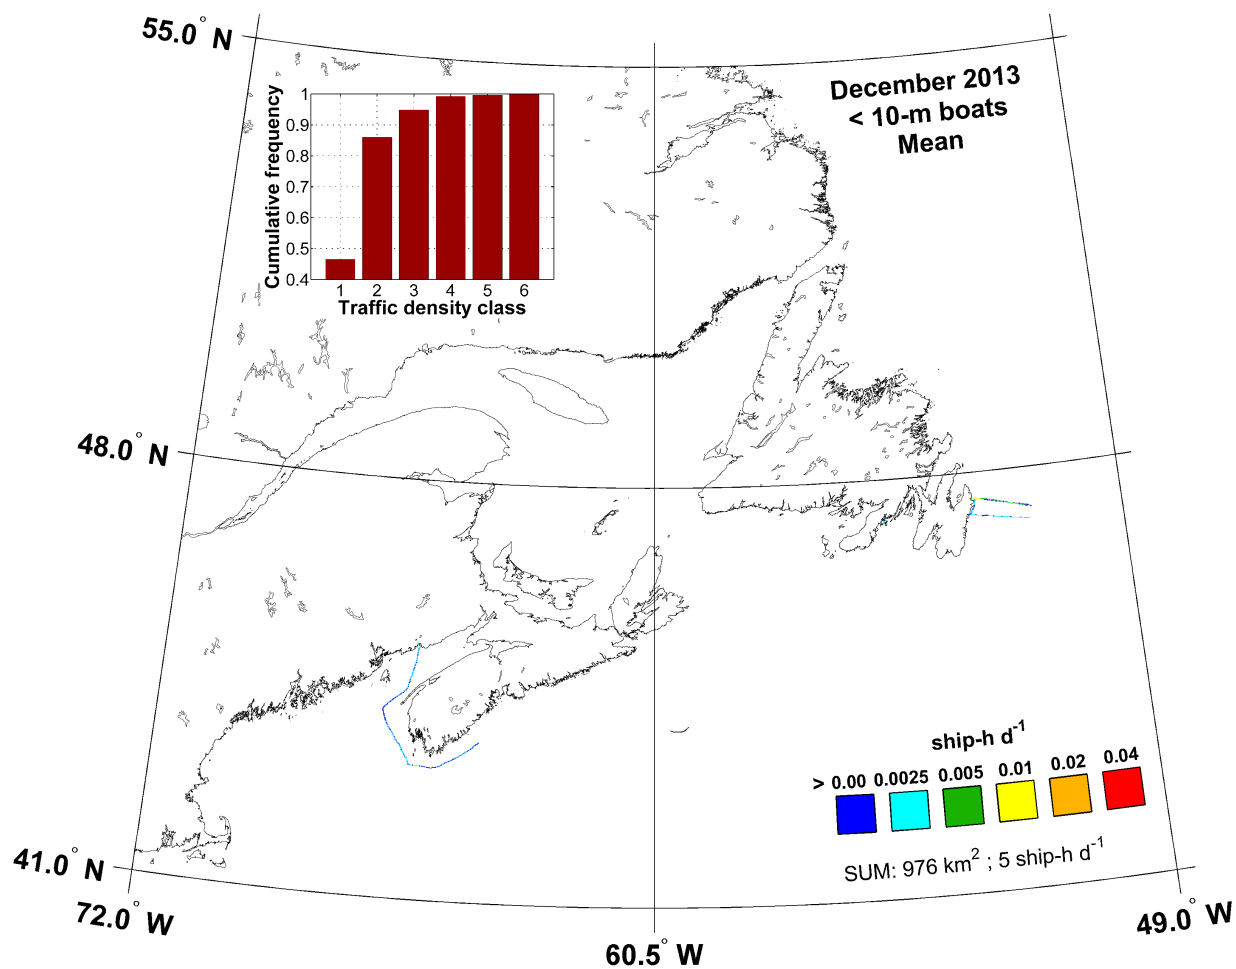 55.0° N
December 2013
< 10-m boats
Mean
Cumulative frequency
1
0.9
0.8
0.7
0.6
0.5
0.4
1 2 3 4 5 6
Traffic density class
48.0° N
ship-h d-1
> 0.00 0.0025 0.005 0.01 0.02 0.04
SUM: 976 km2 ; 5 ship-h d-1
41.0° N
72.0° W
60.5° W
49.0° W